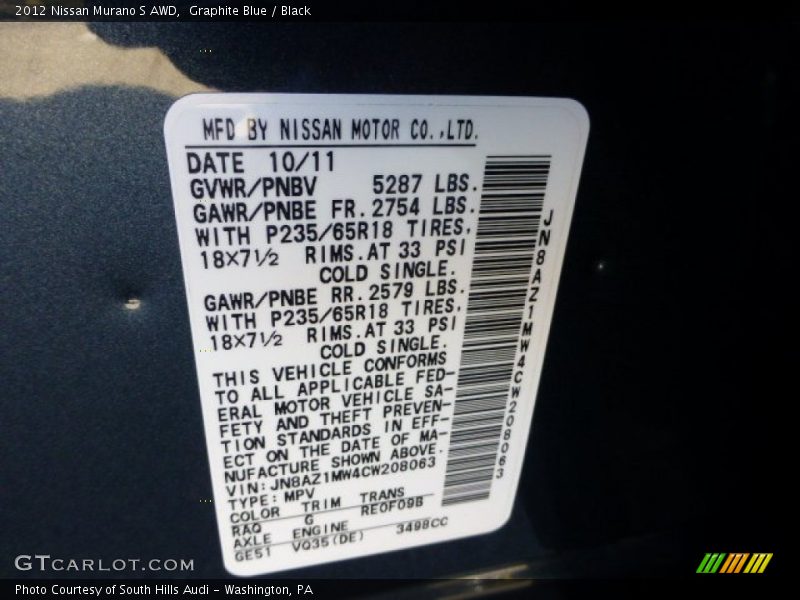 2012 Nissan Murano S AWD,  Graphite Blue / Black
MFD BY NISSAN MOTOR CO.,LTD.
DATE 10/11
GVWR/PNBV 5287 LBS.
GAWR/PNBE FR. 2754 LBS.
WITH P235/65R18 TIRES,
18×7½ RIMS. AT 33 PSI
COLD SINGLE.
GAWR/PNBE RR. 2579 LBS.
WITH P235/65R18 TIRES,
18×7½ RIMS. AT 33 PSI
COLD SINGLE.
THIS VEHICLE CONFORMS
TO ALL APPLICABLE FED-
ERAL MOTOR VEHICLE SA-
FETY AND THEFT PREVEN-
TION STANDARDS IN EFF-
ECT ON THE DATE OF MA-
NUFACTURE SHOWN ABOVE.
VIN: JN8AZ1MW4CW208063
TYPE: MPV
COLOR TRIM TRANS
RAQ G RE0F09B
AXLE ENGINE
GE51 VQ35(DE) 3498CC
JN8AZ1MW4CW208063
GTCARLOT.COM
Photo Courtesy of South Hills Audi - Washington, PA